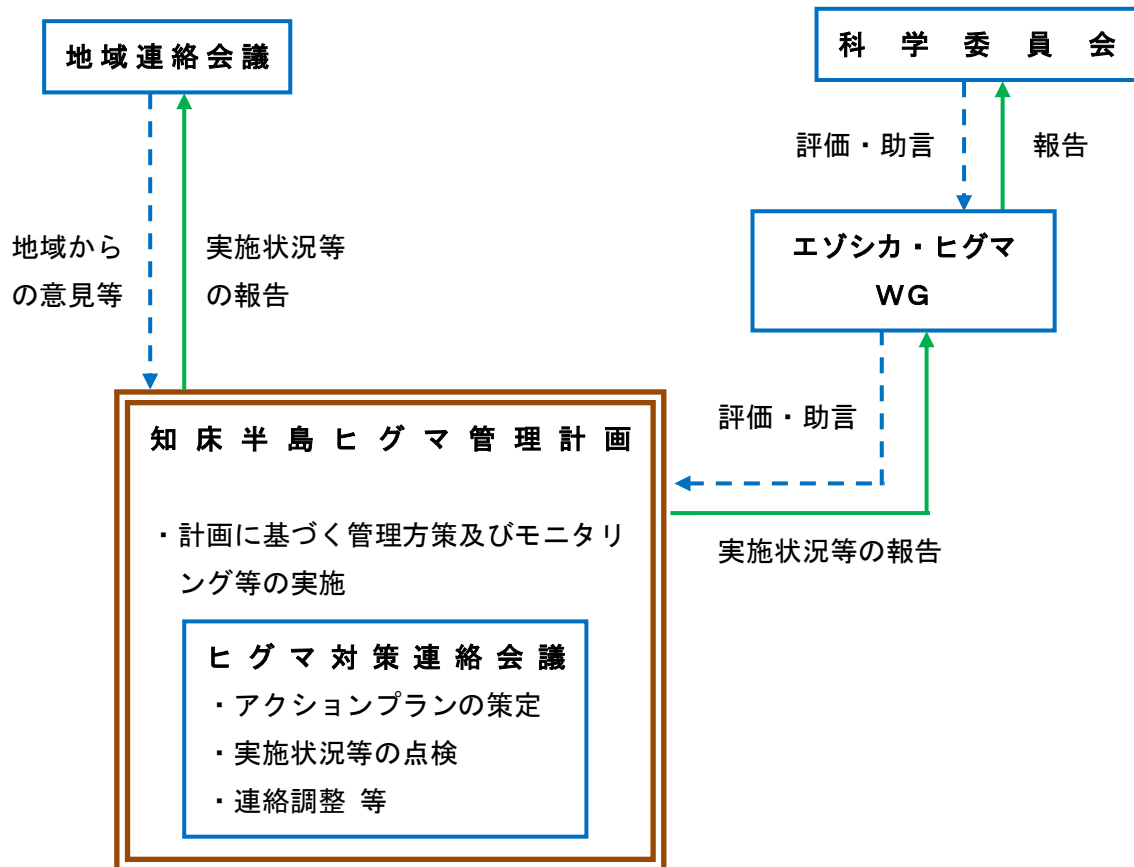 地域連絡会議
科学委員会
評価・助言
報告
地域から
の意見等
実施状況等
の報告
エゾシカ・ヒグマ
ＷＧ
評価・助言
実施状況等の報告
知床半島ヒグマ管理計画
・計画に基づく管理方策及びモニタリ
ング等の実施
ヒグマ対策連絡会議
・アクションプランの策定
・実施状況等の点検
・連絡調整 等